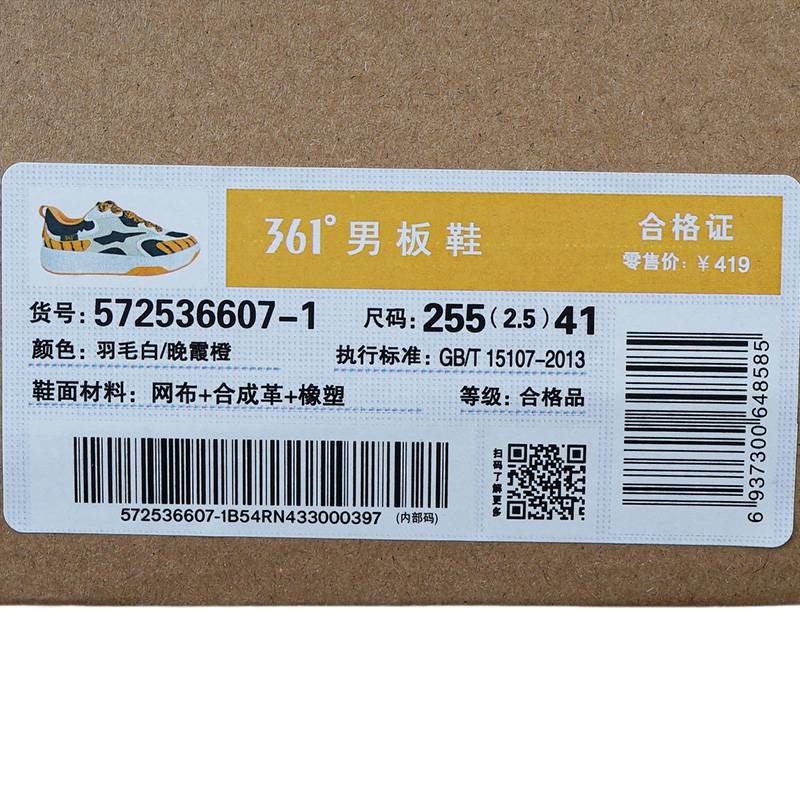 361° 男板鞋
合格证
零售价: ¥419
货号: 572536607-1
尺码: 255(2.5)41
颜色: 羽毛白/晚霞橙
执行标准: GB/T 15107-2013
鞋面材料: 网布+合成革+橡塑
等级: 合格品
572536607-1B54RN433000397 (内部码)
扫码了解更多
6 937300 648585